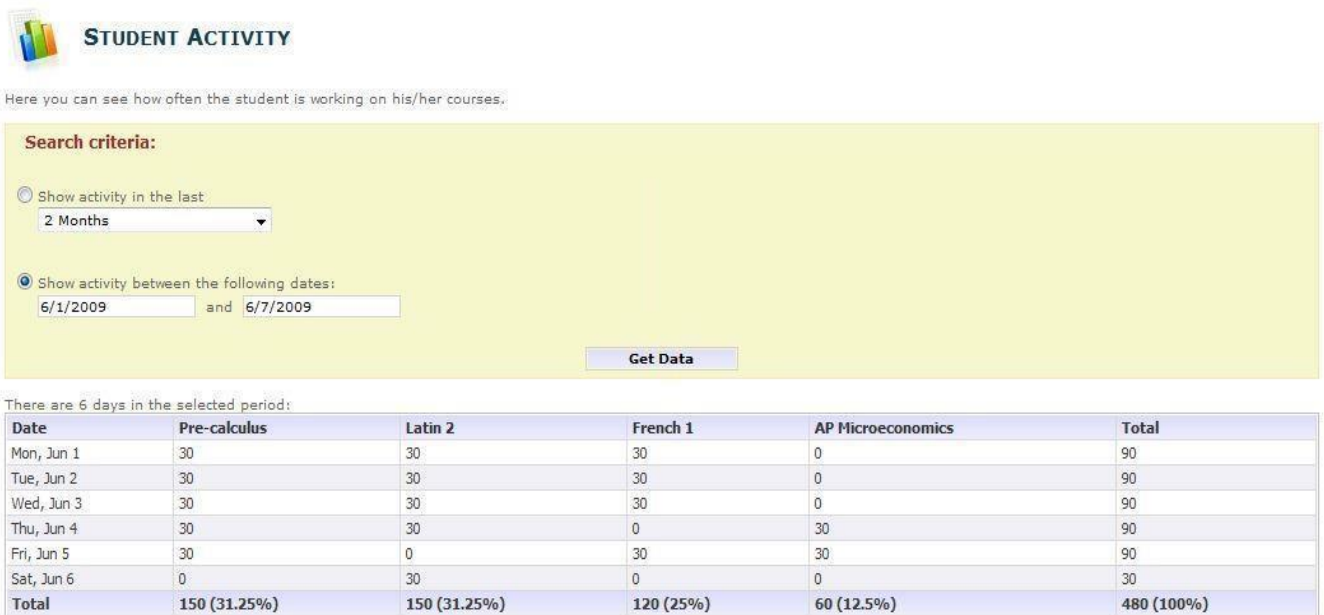 STUDENT ACTIVITY
Here you can see how often the student is working on his/her courses.
Search criteria:
Show activity in the last
2 Months
Show activity between the following dates:
6/1/2009 and 6/7/2009
Get Data
There are 6 days in the selected period:
Date Pre-calculus Latin 2 French 1 AP Microeconomics Total
Mon, Jun 1 30 30 30 0 90
Tue, Jun 2 30 30 30 0 90
Wed, Jun 3 30 30 30 0 90
Thu, Jun 4 30 30 0 30 90
Fri, Jun 5 30 0 30 30 90
Sat, Jun 6 0 30 0 0 30
Total 150 (31.25%) 150 (31.25%) 120 (25%) 60 (12.5%) 480 (100%)